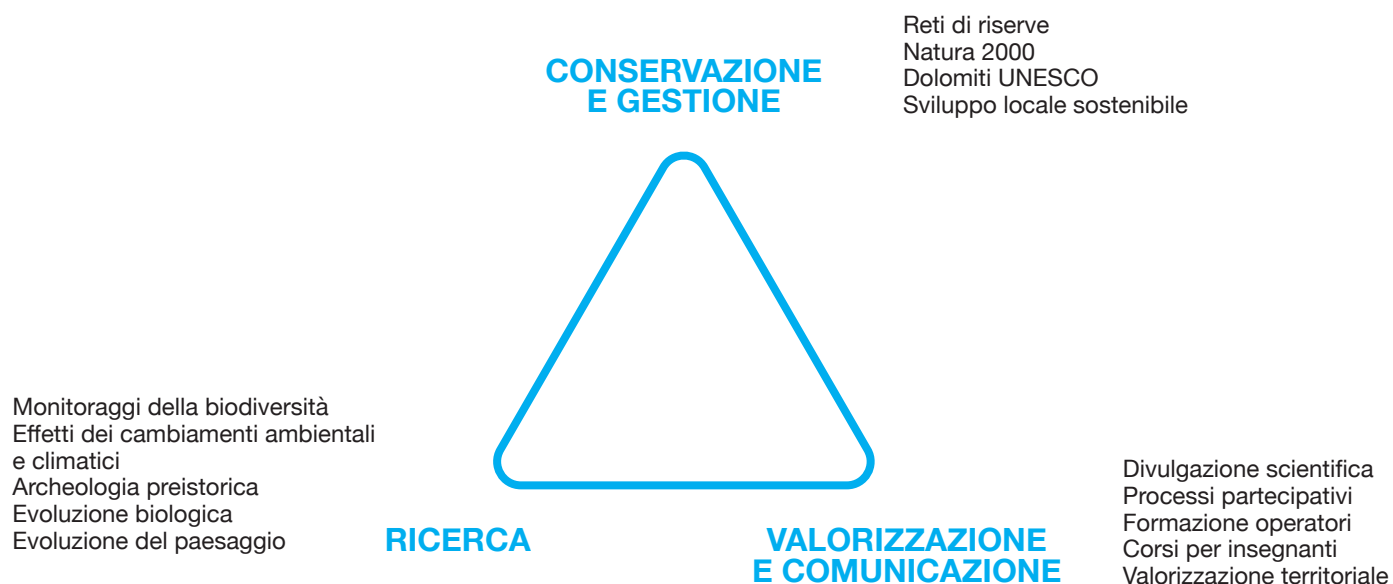 CONSERVAZIONE
E GESTIONE
Reti di riserve
Natura 2000
Dolomiti UNESCO
Sviluppo locale sostenibile
Monitoraggi della biodiversità
Effetti dei cambiamenti ambientali
e climatici
Archeologia preistorica
Evoluzione biologica
Evoluzione del paesaggio
RICERCA
VALORIZZAZIONE
E COMUNICAZIONE
Divulgazione scientifica
Processi partecipativi
Formazione operatori
Corsi per insegnanti
Valorizzazione territoriale